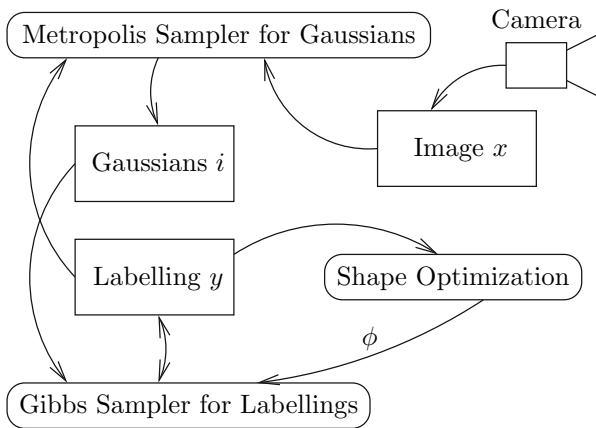 Camera
Metropolis Sampler for Gaussians
Gaussians i
Image x
Labelling y
Shape Optimization
ϕ
Gibbs Sampler for Labellings